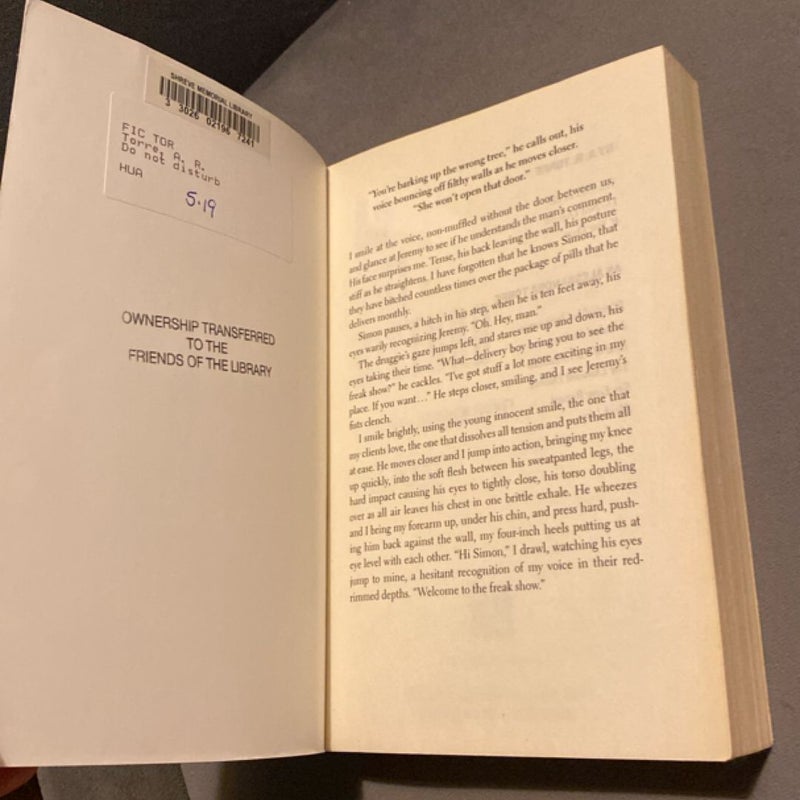 SHREVE MEMORIAL LIBRARY
3 3026 02196 7241
FIC TOR
Torre, A. R.
Do not disturb
HUA
5.19
OWNERSHIP TRANSFERRED
TO THE
FRIENDS OF THE LIBRARY
"You're barking up the wrong tree," he calls out, his
voice bouncing off filthy walls as he moves closer.
"She won't open that door."
I smile at the voice, non-muffled without the door between us,
and glance at Jeremy to see if he understands the man's comment.
His face surprises me. Tense, his back leaving the wall, his posture
stiff as he straightens. I have forgotten that he knows Simon, that
they have bitched countless times over the package of pills that he
delivers monthly.
Simon pauses, a hitch in his step, when he is ten feet away, his
eyes warily recognizing Jeremy. "Oh. Hey, man."
The druggie's gaze jumps left, and stares me up and down, his
eyes taking their time. "What—delivery boy bring you to see the
freak show?" he cackles. "I've got stuff a lot more exciting in my
place. If you want…" He steps closer, smiling, and I see Jeremy's
fists clench.
I smile brightly, using the young innocent smile, the one that
my clients love, the one that dissolves all tension and puts them all
at ease. He moves closer and I jump into action, bringing my knee
up quickly, into the soft flesh between his sweatpanted legs, the
hard impact causing his eyes to tightly close, his torso doubling
over as all air leaves his chest in one brittle exhale. He wheezes
and I bring my forearm up, under his chin, and press hard, push-
ing him back against the wall, my four-inch heels putting us at
eye level with each other. "Hi Simon," I drawl, watching his eyes
jump to mine, a hesitant recognition of my voice in their red-
rimmed depths. "Welcome to the freak show."